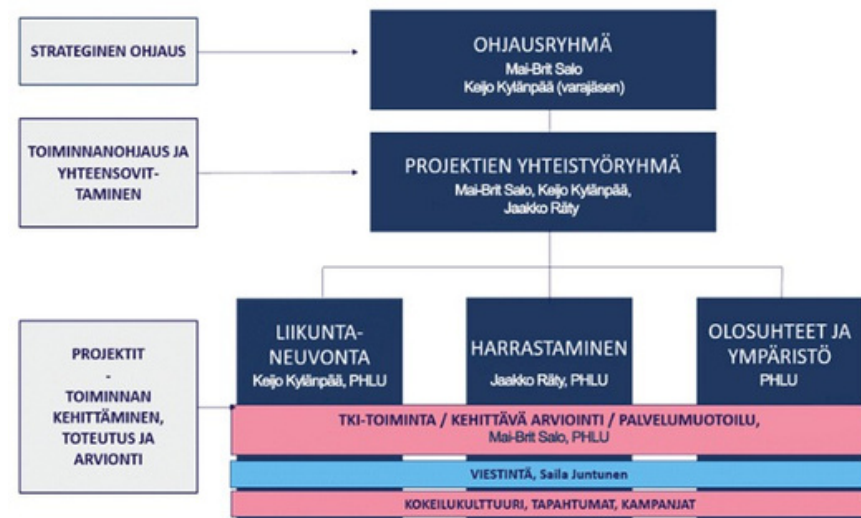 STRATEGINEN OHJAUS
OHJAUSRYHMÄ
Mai-Brit Salo
Keijo Kylänpää (varajäsen)
TOIMINNANOHJAUS JA
YHTEENSOVIT-
TAMINEN
PROJEKTIEN YHTEISTYÖRYHMÄ
Mai-Brit Salo, Keijo Kylänpää,
Jaakko Räty
PROJEKTIT
-
TOIMINNAN
KEHITTÄMINEN,
TOTEUTUS JA
ARVIONTI
LIIKUNTA-
NEUVONTA
Keijo Kylänpää, PHLU
HARRASTAMINEN
Jaakko Räty, PHLU
OLOSUHTEET JA
YMPÄRISTÖ
PHLU
TKI-TOIMINTA / KEHITTÄVÄ ARVIOINTI / PALVELUMUOTOILU,
Mai-Brit Salo, PHLU
VIESTINTÄ, Saila Juntunen
KOKEILUKULTTUURI, TAPAHTUMAT, KAMPANJAT